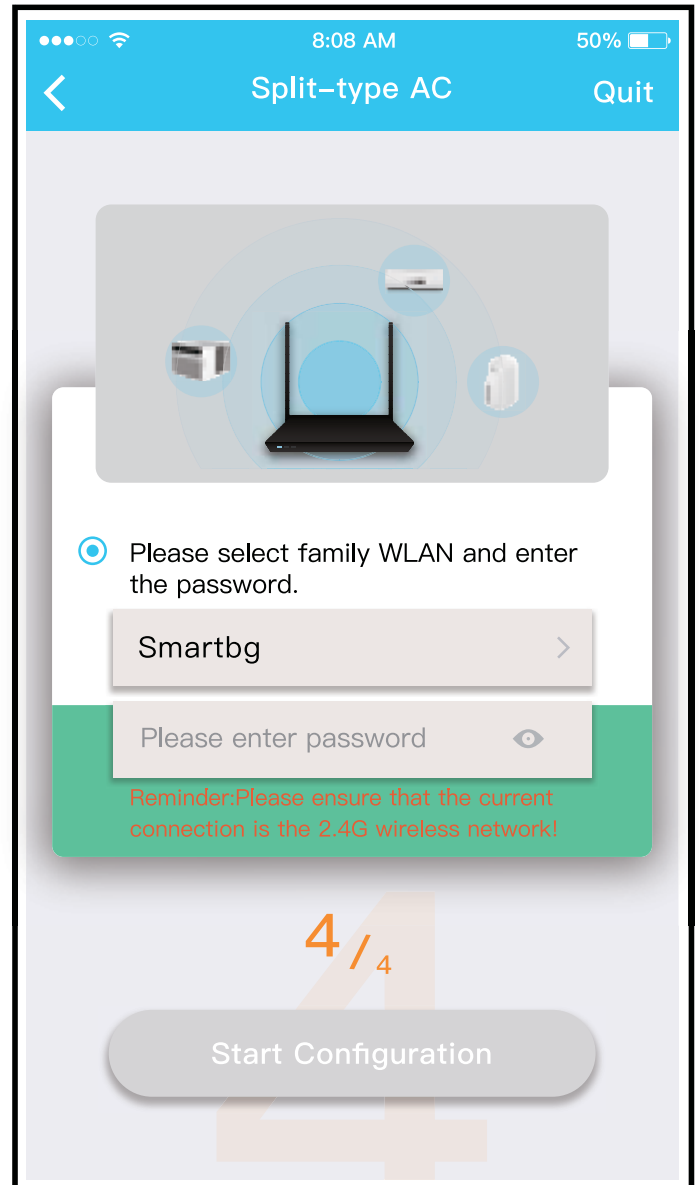 8:08 AM
50%
Split-type AC
Quit
Please select family WLAN and enter
the password.
Smartbg
Please enter password
Reminder:Please ensure that the current
connection is the 2.4G wireless network!
4/4
4
Start Configuration